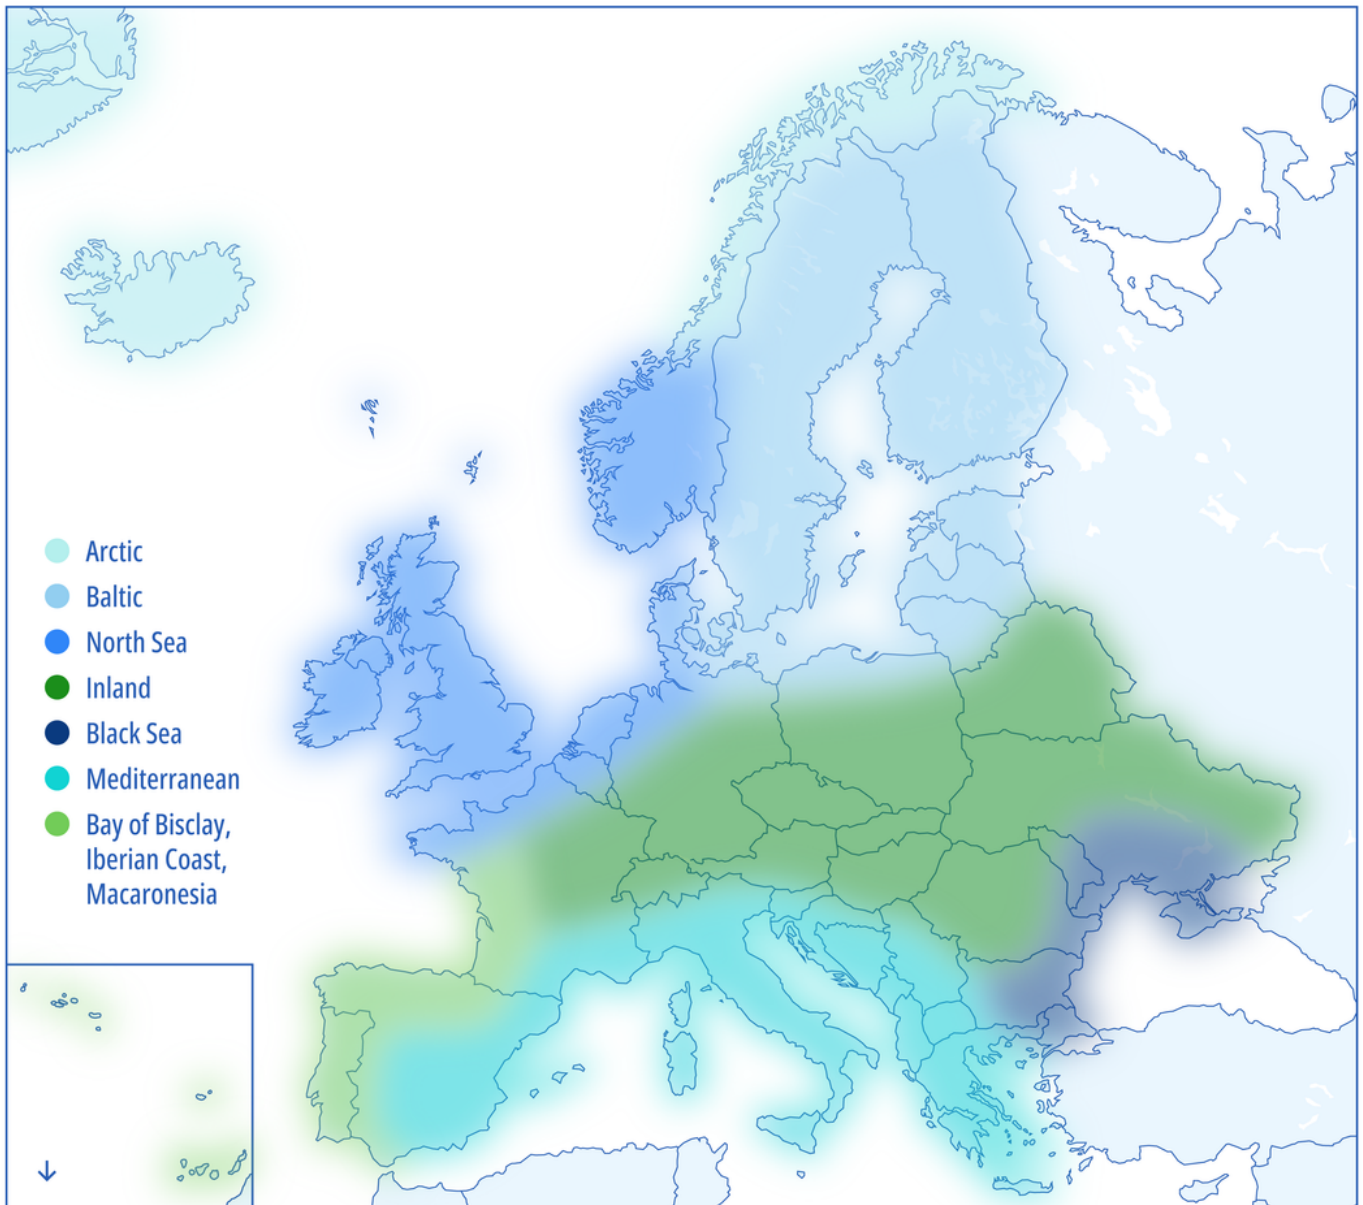 Arctic
Baltic
North Sea
Inland
Black Sea
Mediterranean
Bay of Bisclay,
Iberian Coast,
Macaronesia